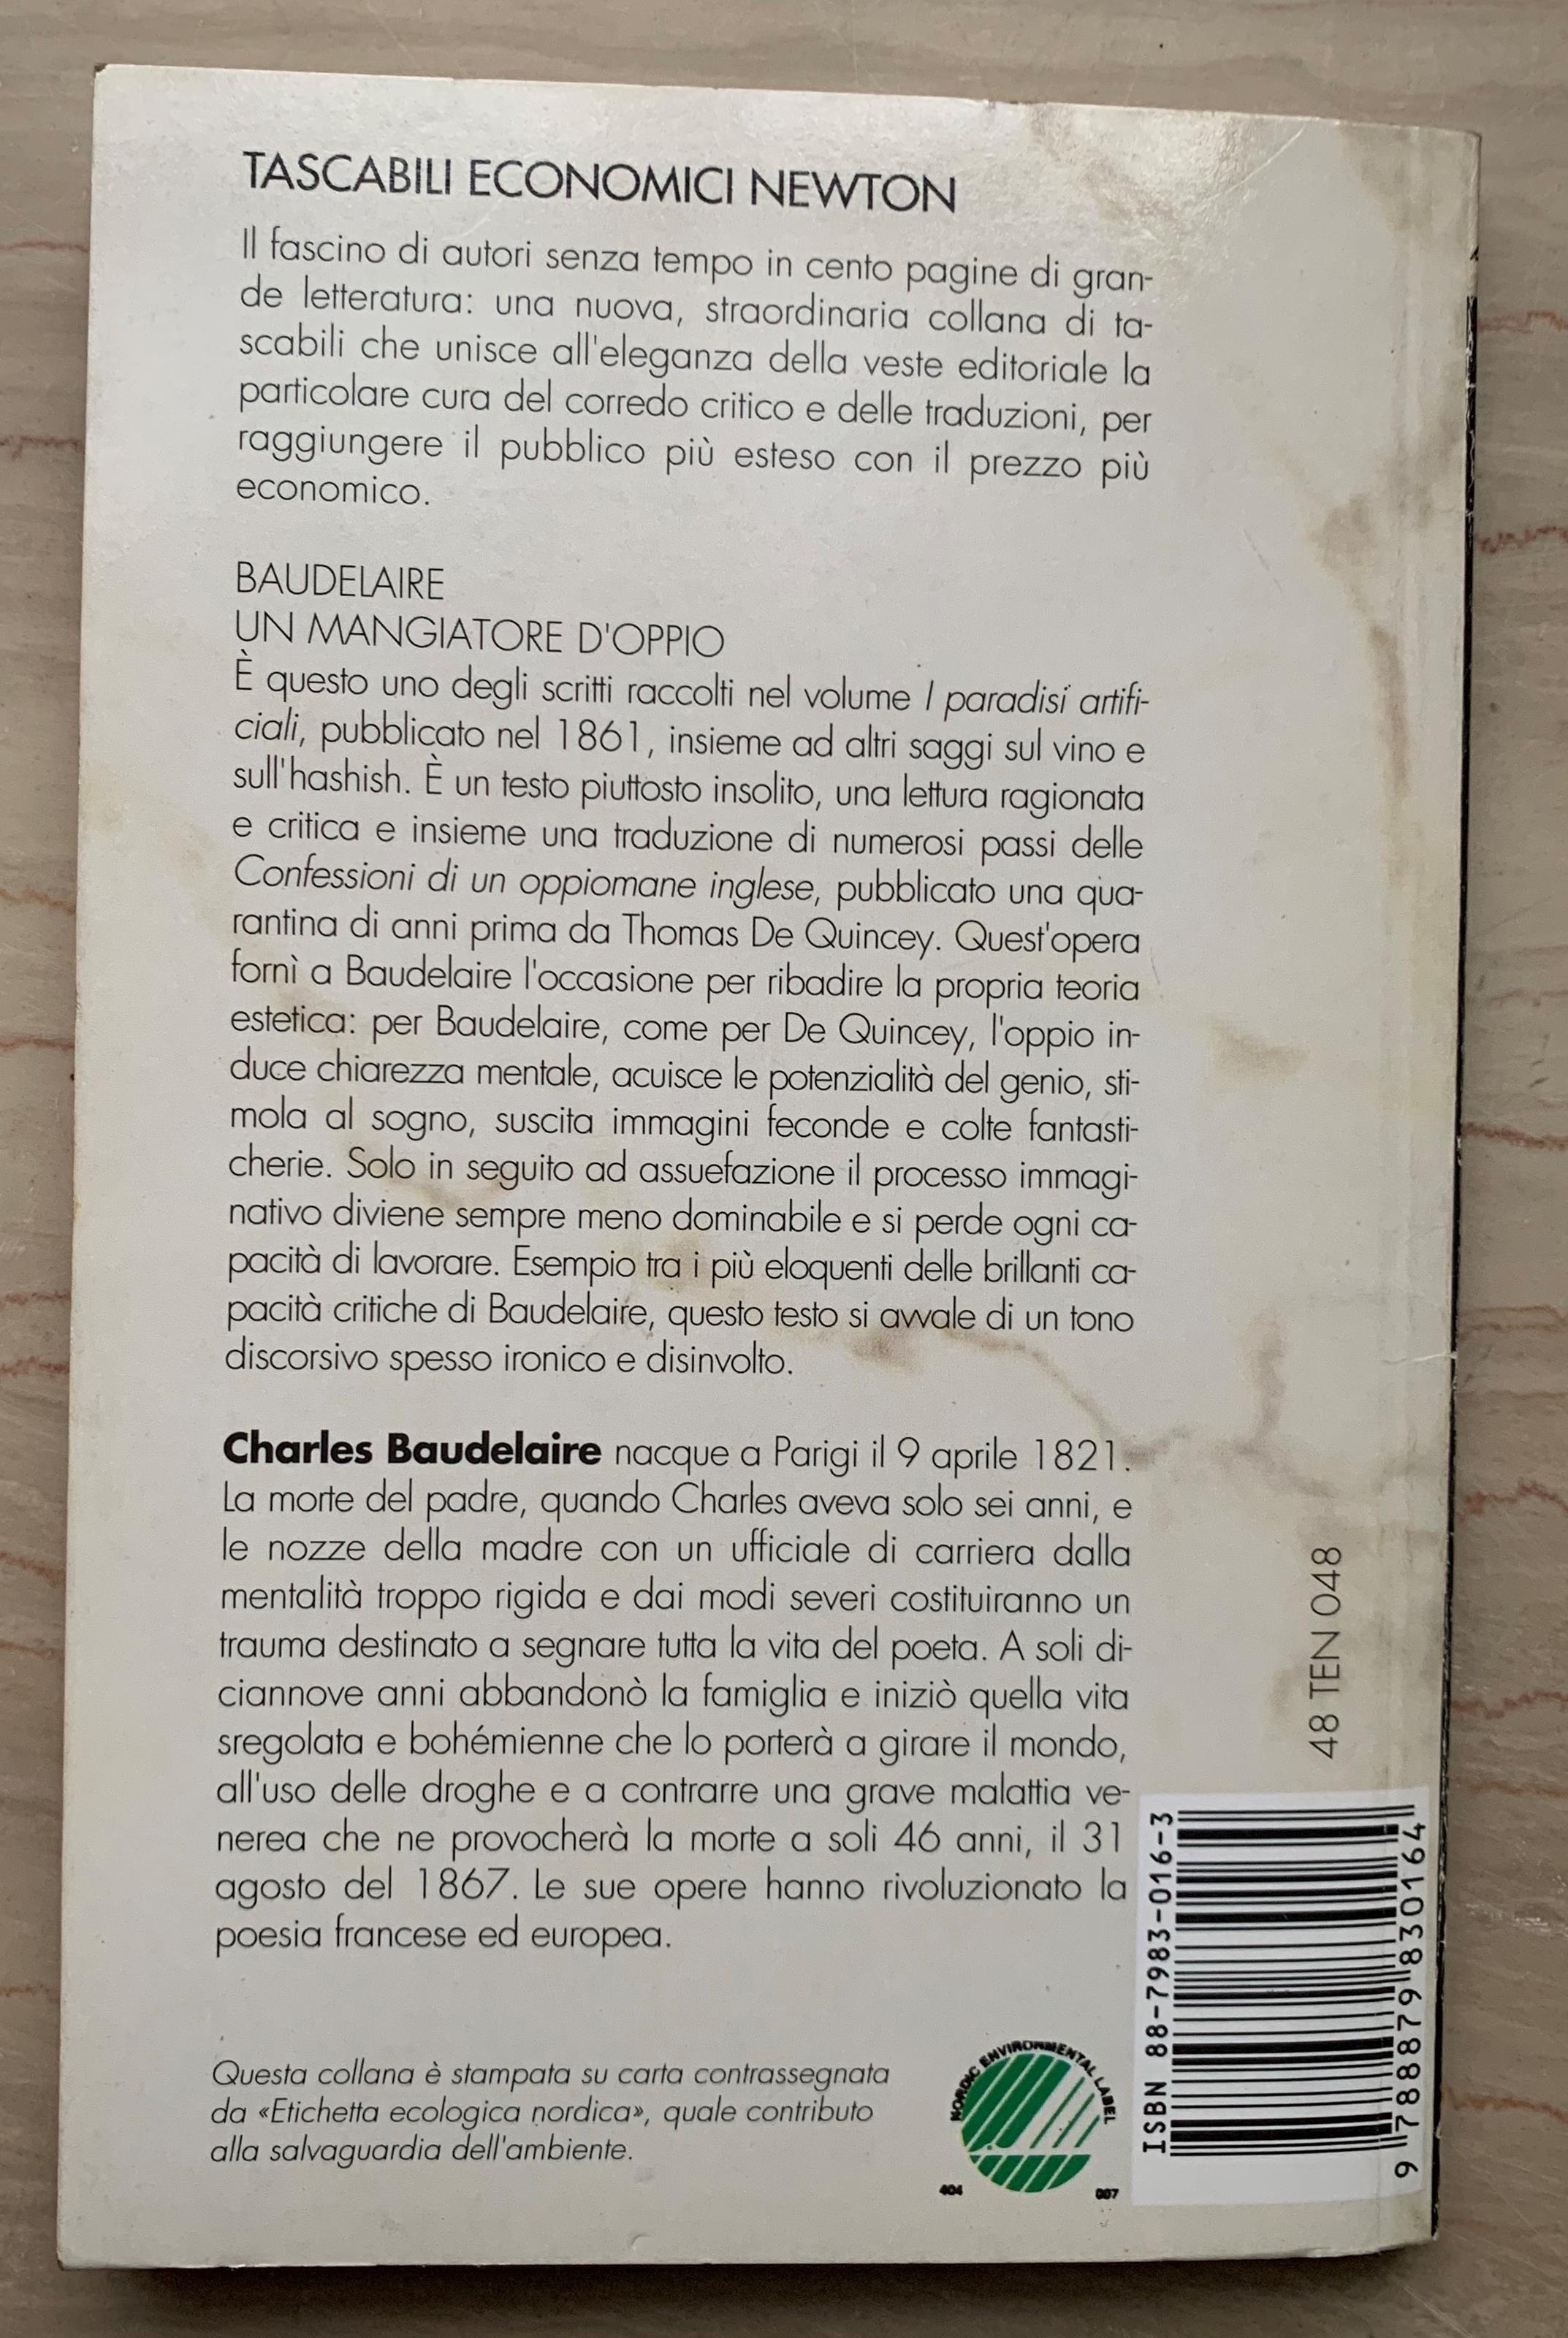 TASCABILI ECONOMICI NEWTON
Il fascino di autori senza tempo in cento pagine di gran-
de letteratura: una nuova, straordinaria collana di ta-
scabili che unisce all'eleganza della veste editoriale la
particolare cura del corredo critico e delle traduzioni, per
raggiungere il pubblico più esteso con il prezzo più
economico.
BAUDELAIRE
UN MANGIATORE D'OPPIO
È questo uno degli scritti raccolti nel volume I paradisi artifi-
ciali, pubblicato nel 1861, insieme ad altri saggi sul vino e
sull'hashish. È un testo piuttosto insolito, una lettura ragionata
e critica e insieme una traduzione di numerosi passi delle
Confessioni di un oppiomane inglese, pubblicato una qua-
rantina di anni prima da Thomas De Quincey. Quest'opera
fornì a Baudelaire l'occasione per ribadire la propria teoria
estetica: per Baudelaire, come per De Quincey, l'oppio in-
duce chiarezza mentale, acuisce le potenzialità del genio, sti-
mola al sogno, suscita immagini feconde e colte fantasti-
cherie. Solo in seguito ad assuefazione il processo immagi-
nativo diviene sempre meno dominabile e si perde ogni ca-
pacità di lavorare. Esempio tra i più eloquenti delle brillanti ca-
pacità critiche di Baudelaire, questo testo si avvale di un tono
discorsivo spesso ironico e disinvolto.
Charles Baudelaire nacque a Parigi il 9 aprile 1821.
La morte del padre, quando Charles aveva solo sei anni, e
le nozze della madre con un ufficiale di carriera dalla
mentalità troppo rigida e dai modi severi costituiranno un
trauma destinato a segnare tutta la vita del poeta. A soli di-
ciannove anni abbandonò la famiglia e iniziò quella vita
sregolata e bohémienne che lo porterà a girare il mondo,
all'uso delle droghe e a contrarre una grave malattia ve-
nerea che ne provocherà la morte a soli 46 anni, il 31
agosto del 1867. Le sue opere hanno rivoluzionato la
poesia francese ed europea.
Questa collana è stampata su carta contrassegnata
da «Etichetta ecologica nordica», quale contributo
alla salvaguardia dell'ambiente.
NORDIC ENVIRONMENTAL LABEL
404 007
48 TEN 048
ISBN 88-7983-016-3
9 788879 830164